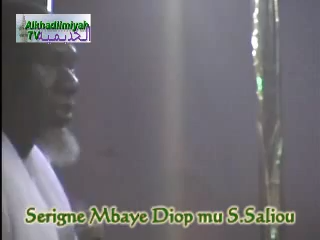 Alkhadimiyah
TV الخديمية
Serigne Mbaye Diop mu S.Saliou